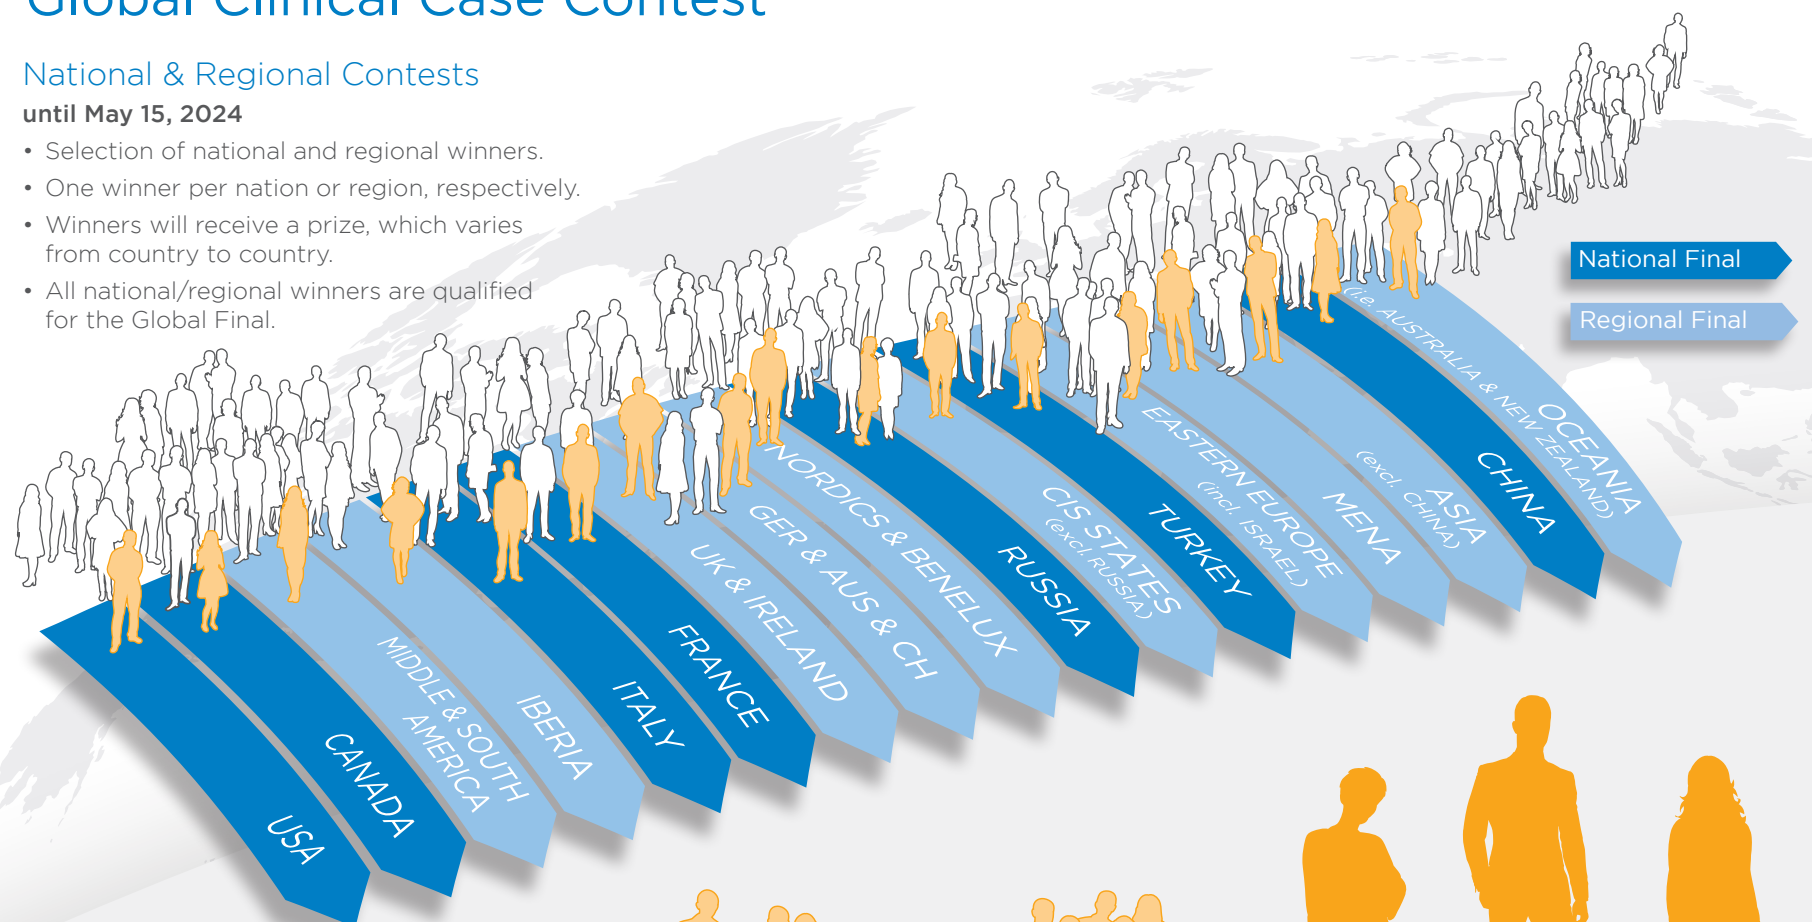 Global Clinical Case Contest
National & Regional Contests
until May 15, 2024
• Selection of national and regional winners.
• One winner per nation or region, respectively.
• Winners will receive a prize, which varies
from country to country.
• All national/regional winners are qualified
for the Global Final.
National Final
Regional Final
USA
CANADA
MIDDLE & SOUTH
AMERICA
IBERIA
ITALY
FRANCE
UK & IRELAND
GER & AUS & CH
NORDICS & BENELUX
RUSSIA
CIS STATES
(excl. RUSSIA)
TURKEY
EASTERN EUROPE
(incl. ISRAEL)
MENA
ASIA
(excl. CHINA)
CHINA
OCEANIA
(i.e. AUSTRALIA & NEW ZEALAND)